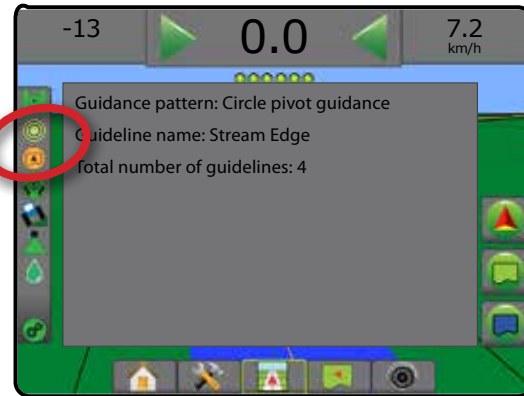 -13
0.0
7.2
km/h
Guidance pattern: Circle pivot guidance
Guideline name: Stream Edge
Total number of guidelines: 4